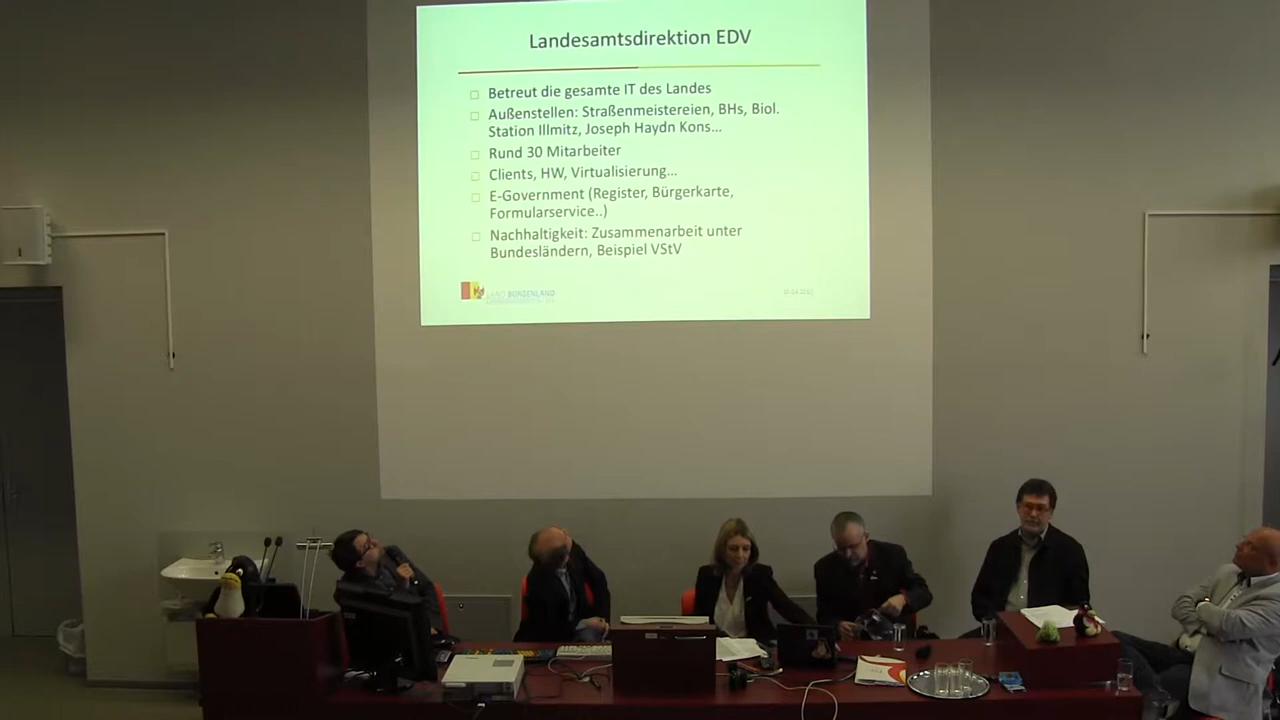 Landesamtsdirektion EDV
Betreut die gesamte IT des Landes
Außenstellen: Straßenmeistereien, BHs, Biol.
Station Illmitz, Joseph Haydn Kons...
Rund 30 Mitarbeiter
Clients, HW, Virtualisierung...
E-Government (Register, Bürgerkarte,
Formularservice..)
Nachhaltigkeit: Zusammenarbeit unter
Bundesländern, Beispiel VStV
LAND BURGENLAND